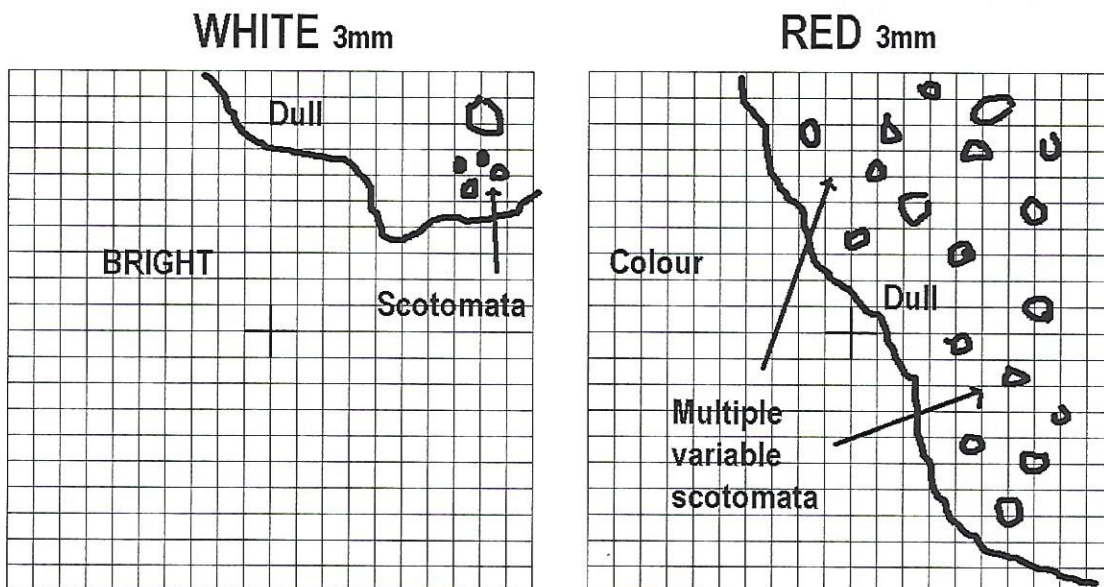 WHITE 3mm
Dull
BRIGHT
Scotomata
RED 3mm
Colour
Dull
Multiple
variable
scotomata